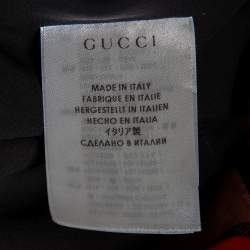 GUCCI
MADE IN ITALY
FABRIQUE EN ITALIE
HERGESTELLT IN ITALIEN
HECHO EN ITALIA
イタリア製
СДЕЛАНО В ИТАЛИИ